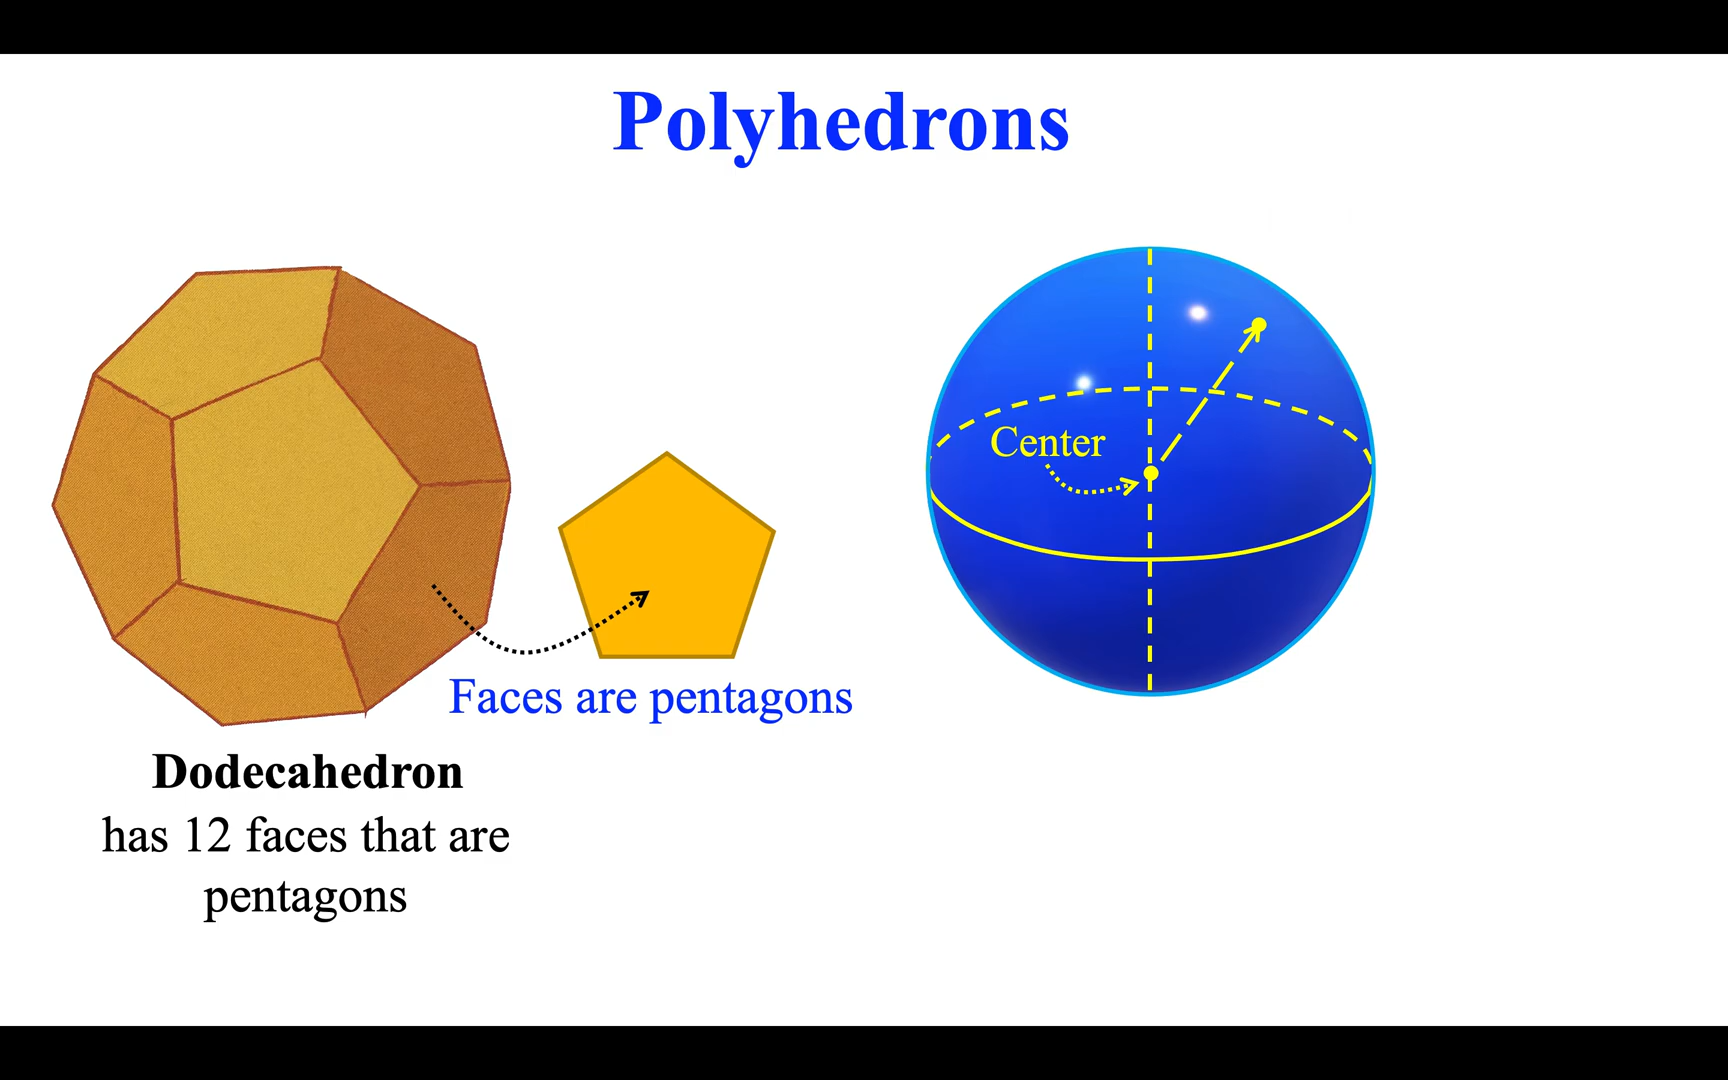 Polyhedrons
Center
Faces are pentagons
Dodecahedron
has 12 faces that are
pentagons